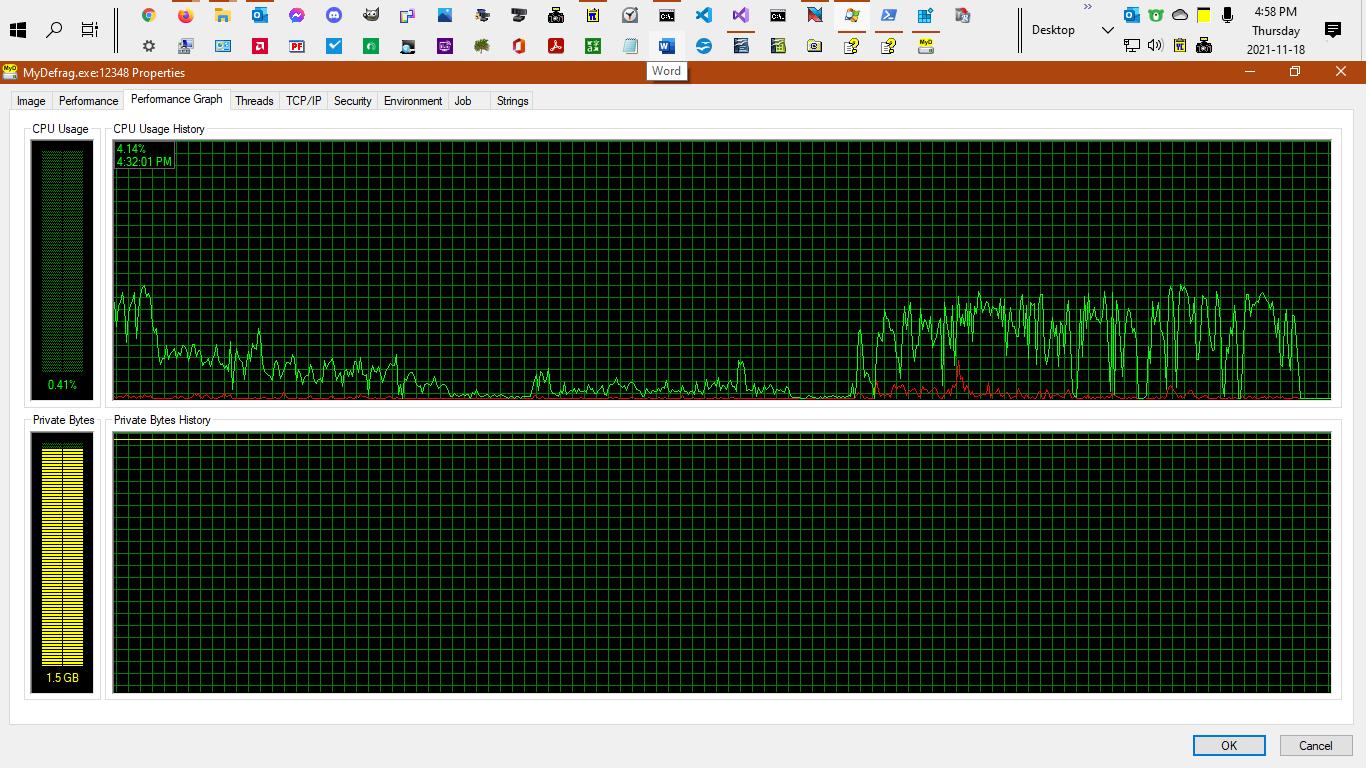 4:58 PM
Desktop
Thursday
2021-11-18
Word
MyDefrag.exe:12348 Properties
Image Performance Performance Graph Threads TCP/IP Security Environment Job Strings
CPU Usage
CPU Usage History
4.14%
4:32:01 PM
0.41%
Private Bytes
Private Bytes History
1.5 GB
OK
Cancel